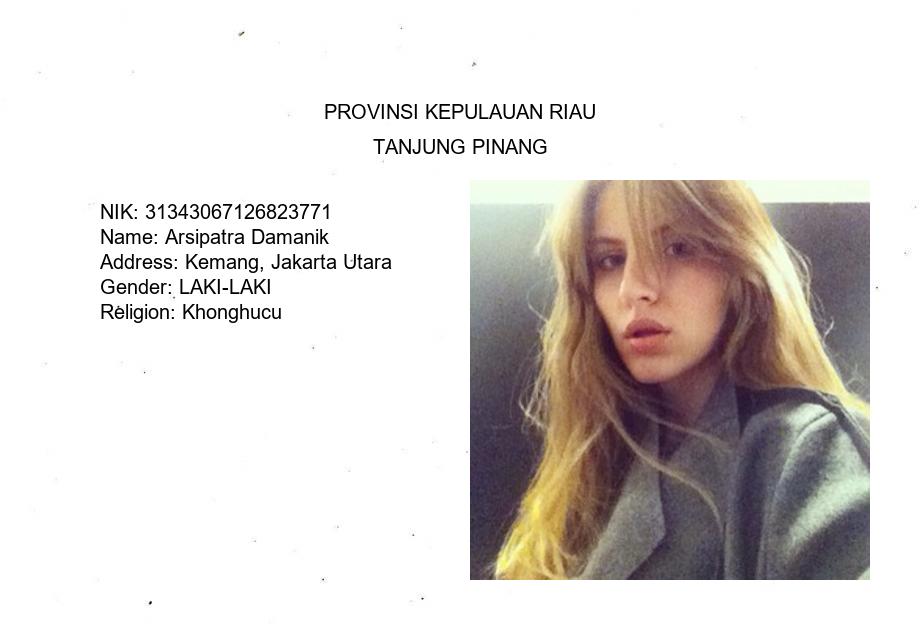 PROVINSI KEPULAUAN RIAU
TANJUNG PINANG
NIK: 31343067126823771
Name: Arsipatra Damanik
Address: Kemang, Jakarta Utara
Gender: LAKI-LAKI
Religion: Khonghucu